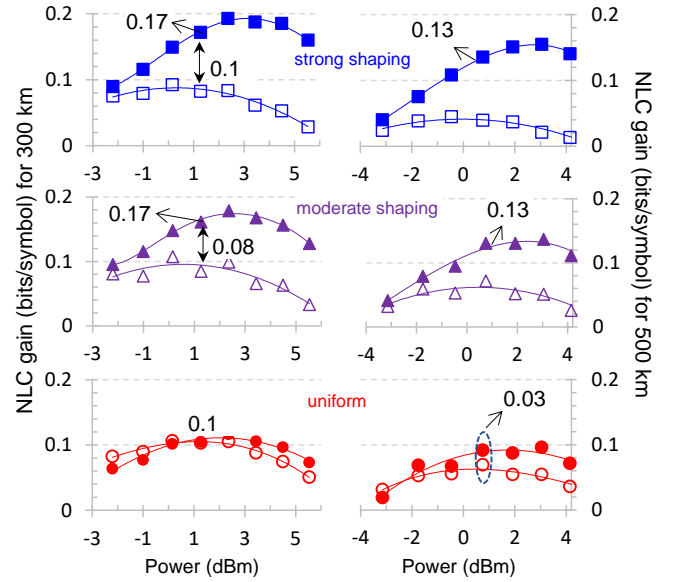 NLC gain (bits/symbol) for 300 km
NLC gain (bits/symbol) for 500 km
0.2
0.1
0
-3 -1 1 3 5
0.17
0.1
strong shaping
0.13
0.2
0.1
0
-4 -2 0 2 4
0.2
0.1
0
-3 -1 1 3 5
0.17
0.08
moderate shaping
0.13
0.2
0.1
0
-4 -2 0 2 4
0.2
0.1
0
-3 -1 1 3 5
0.1
uniform
0.03
0.2
0.1
0
-4 -2 0 2 4
Power (dBm)
Power (dBm)